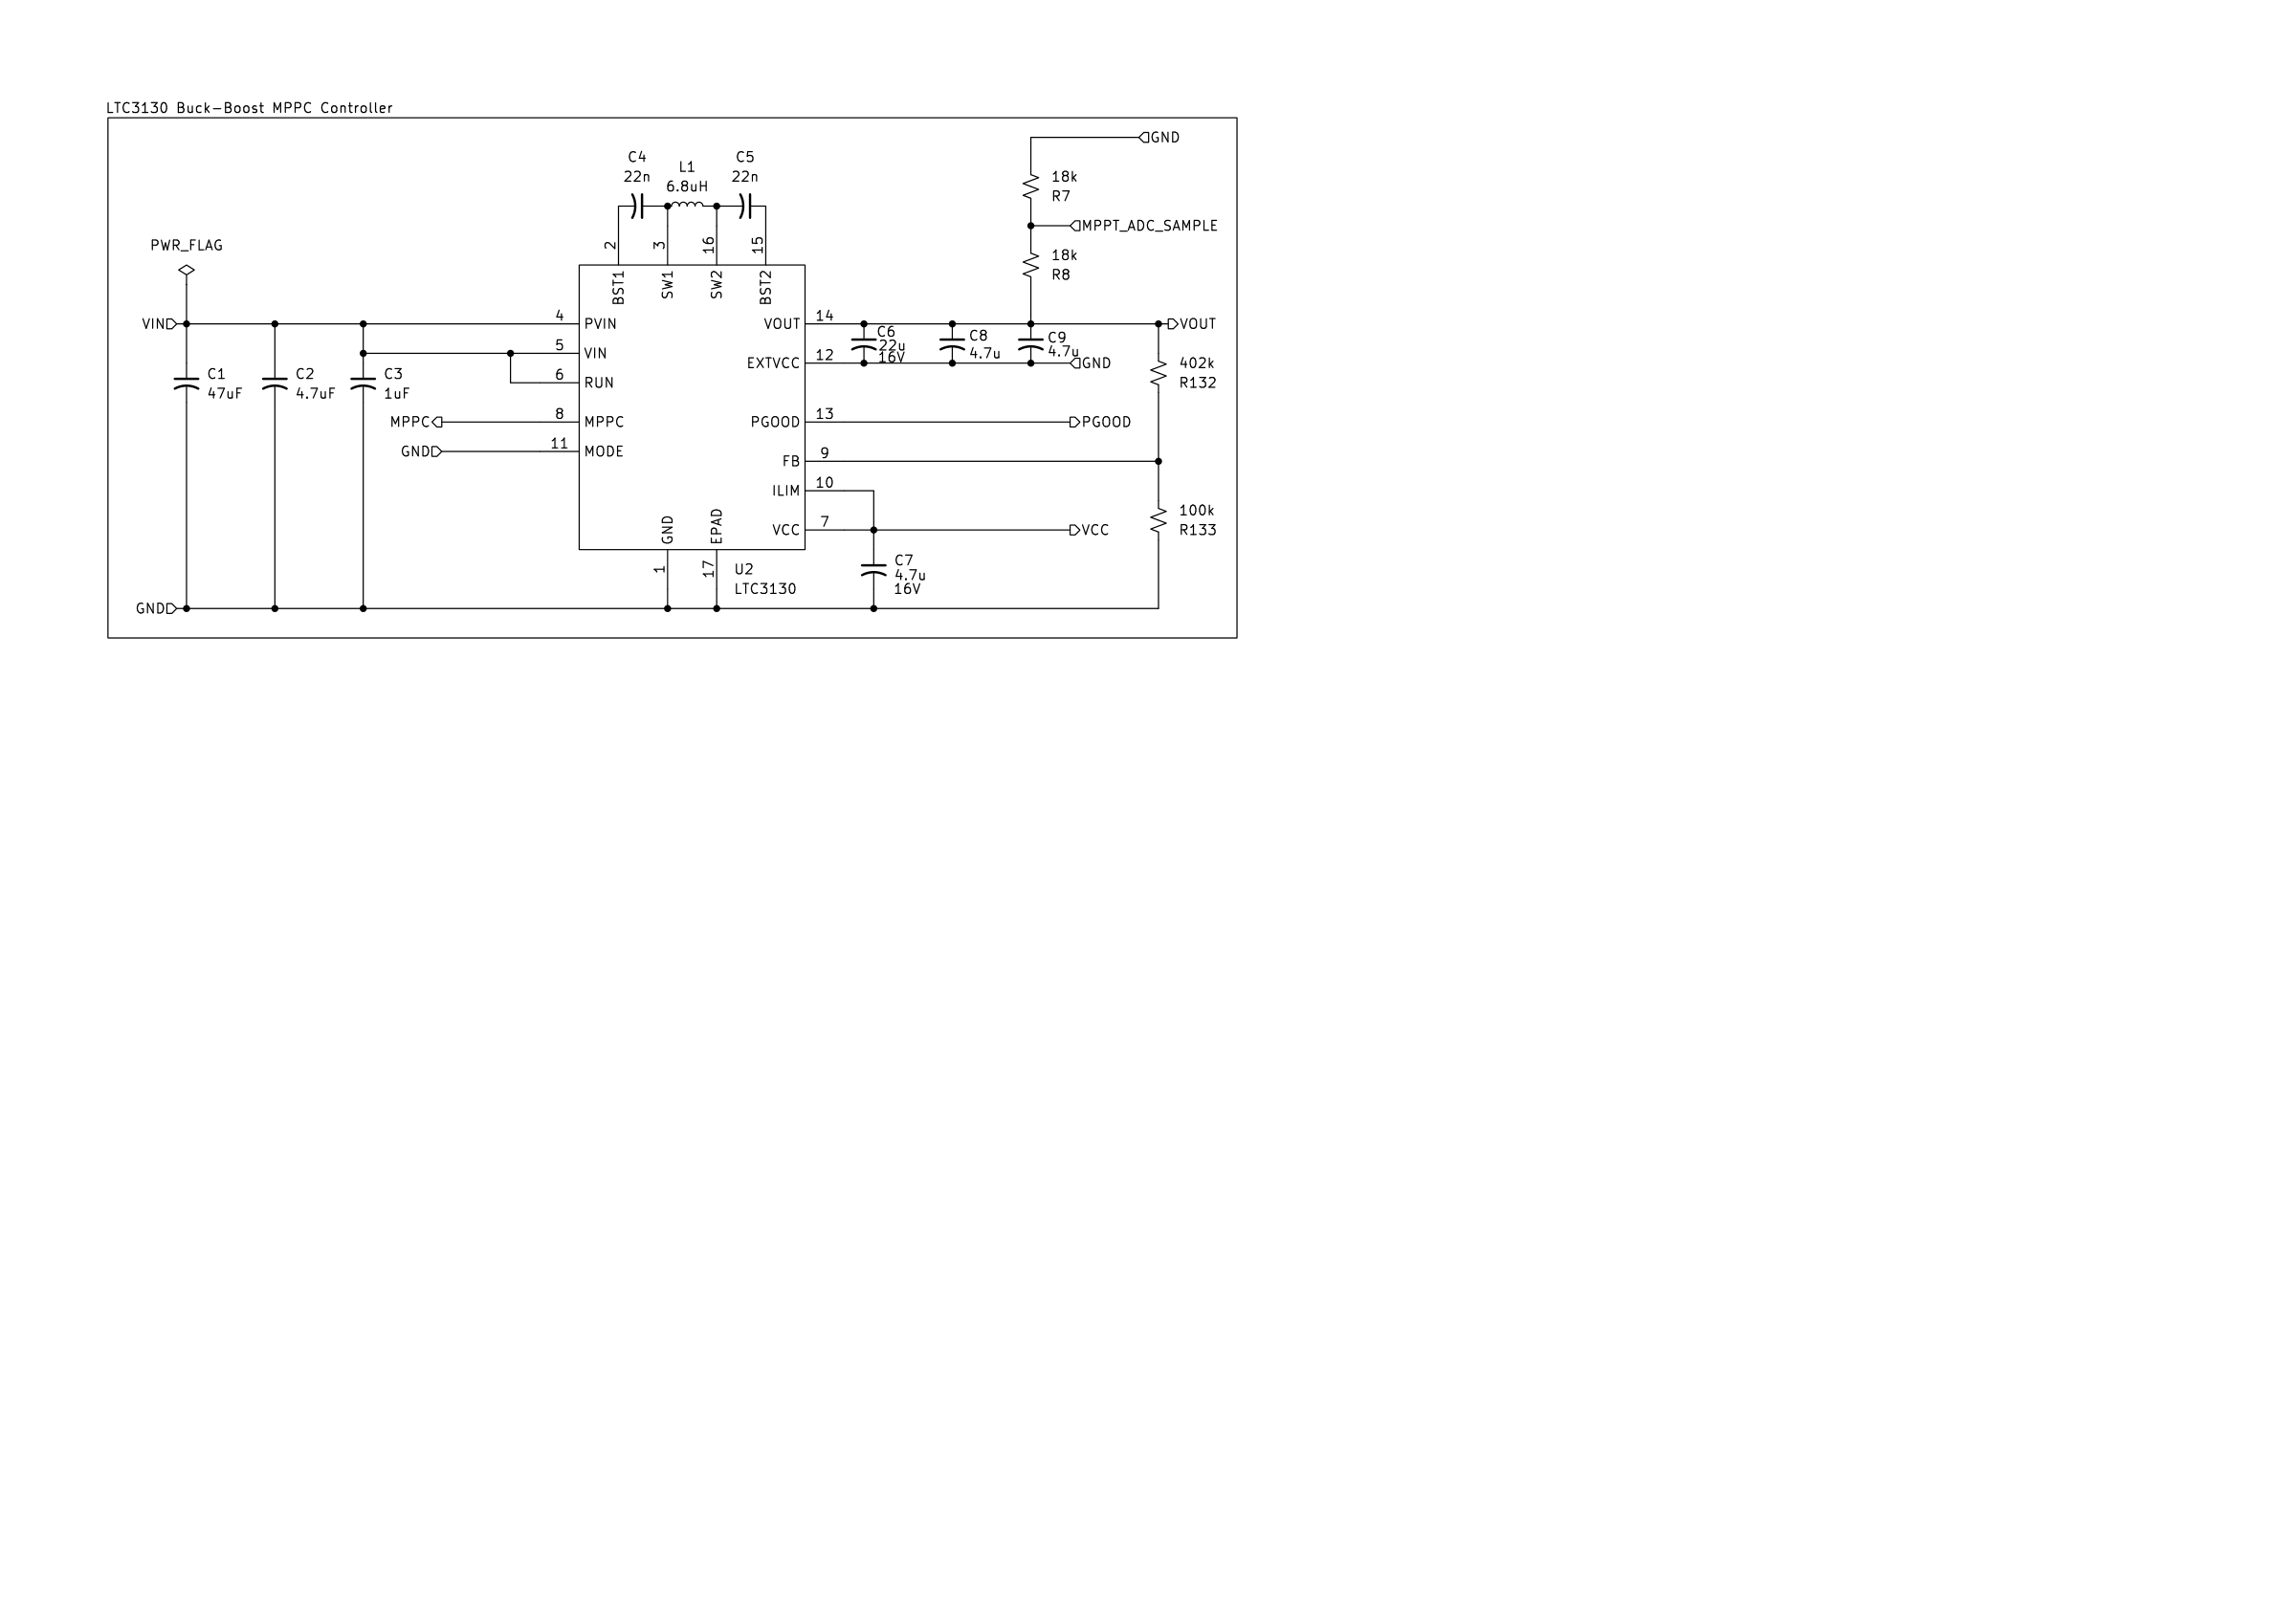 LTC3130 Buck-Boost MPPC Controller
GND
C4
22n
L1
6.8uH
C5
22n
18k
R7
MPPT_ADC_SAMPLE
18k
R8
PWR_FLAG
2
3
16
15
BST1
SW1
SW2
BST2
VIN
4
PVIN
VOUT
14
VOUT
C6
22u
16V
C8
4.7u
C9
4.7u
5
VIN
EXTVCC
12
GND
402k
R132
C1
47uF
C2
4.7uF
C3
1uF
6
RUN
MPPC
8
MPPC
PGOOD
13
PGOOD
GND
11
MODE
FB
9
ILIM
10
100k
R133
GND
EPAD
VCC
7
VCC
1
17
U2
LTC3130
C7
4.7u
16V
GND